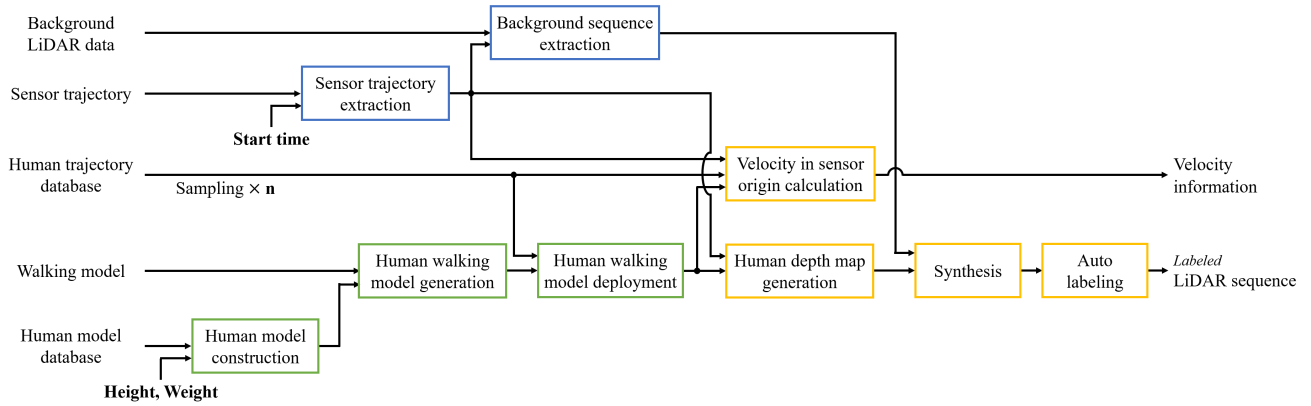 Background
LiDAR data
Background sequence
extraction
Sensor trajectory
Sensor trajectory
extraction
Start time
Human trajectory
database
Sampling × n
Velocity in sensor
origin calculation
Velocity
information
Walking model
Human walking
model generation
Human walking
model deployment
Human depth map
generation
Synthesis
Auto
labeling
Labeled
LiDAR sequence
Human model
database
Human model
construction
Height, Weight